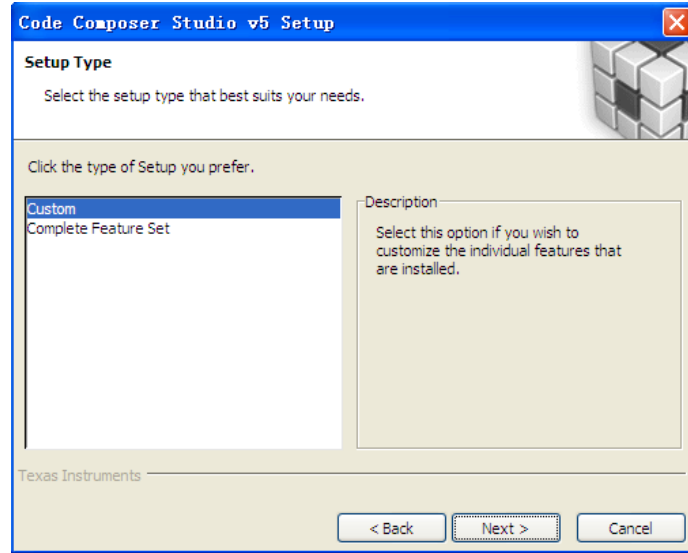 Code Composer Studio v5 Setup
Setup Type
Select the setup type that best suits your needs.
Click the type of Setup you prefer.
Custom
Complete Feature Set
Description
Select this option if you wish to
customize the individual features that
are installed.
Texas Instruments
< Back
Next >
Cancel